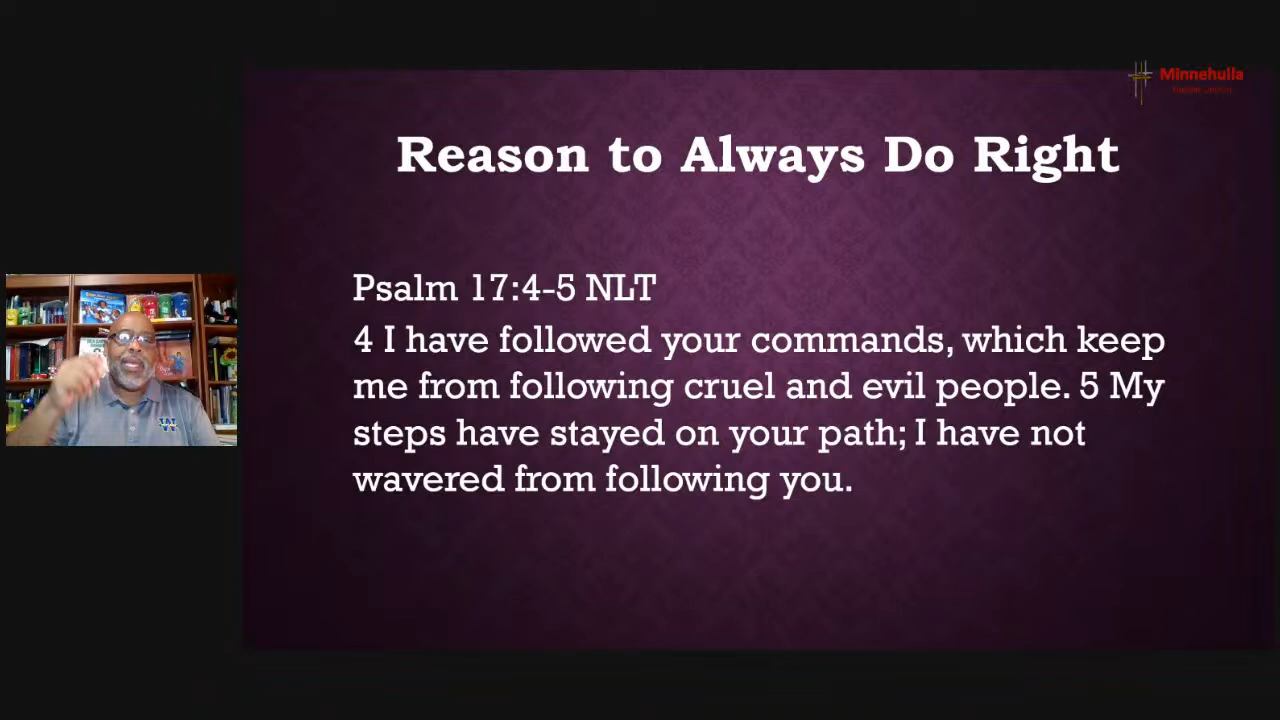 Minnehulla
Reason to Always Do Right
Psalm 17:4-5 NLT
4 I have followed your commands, which keep
me from following cruel and evil people. 5 My
steps have stayed on your path; I have not
wavered from following you.